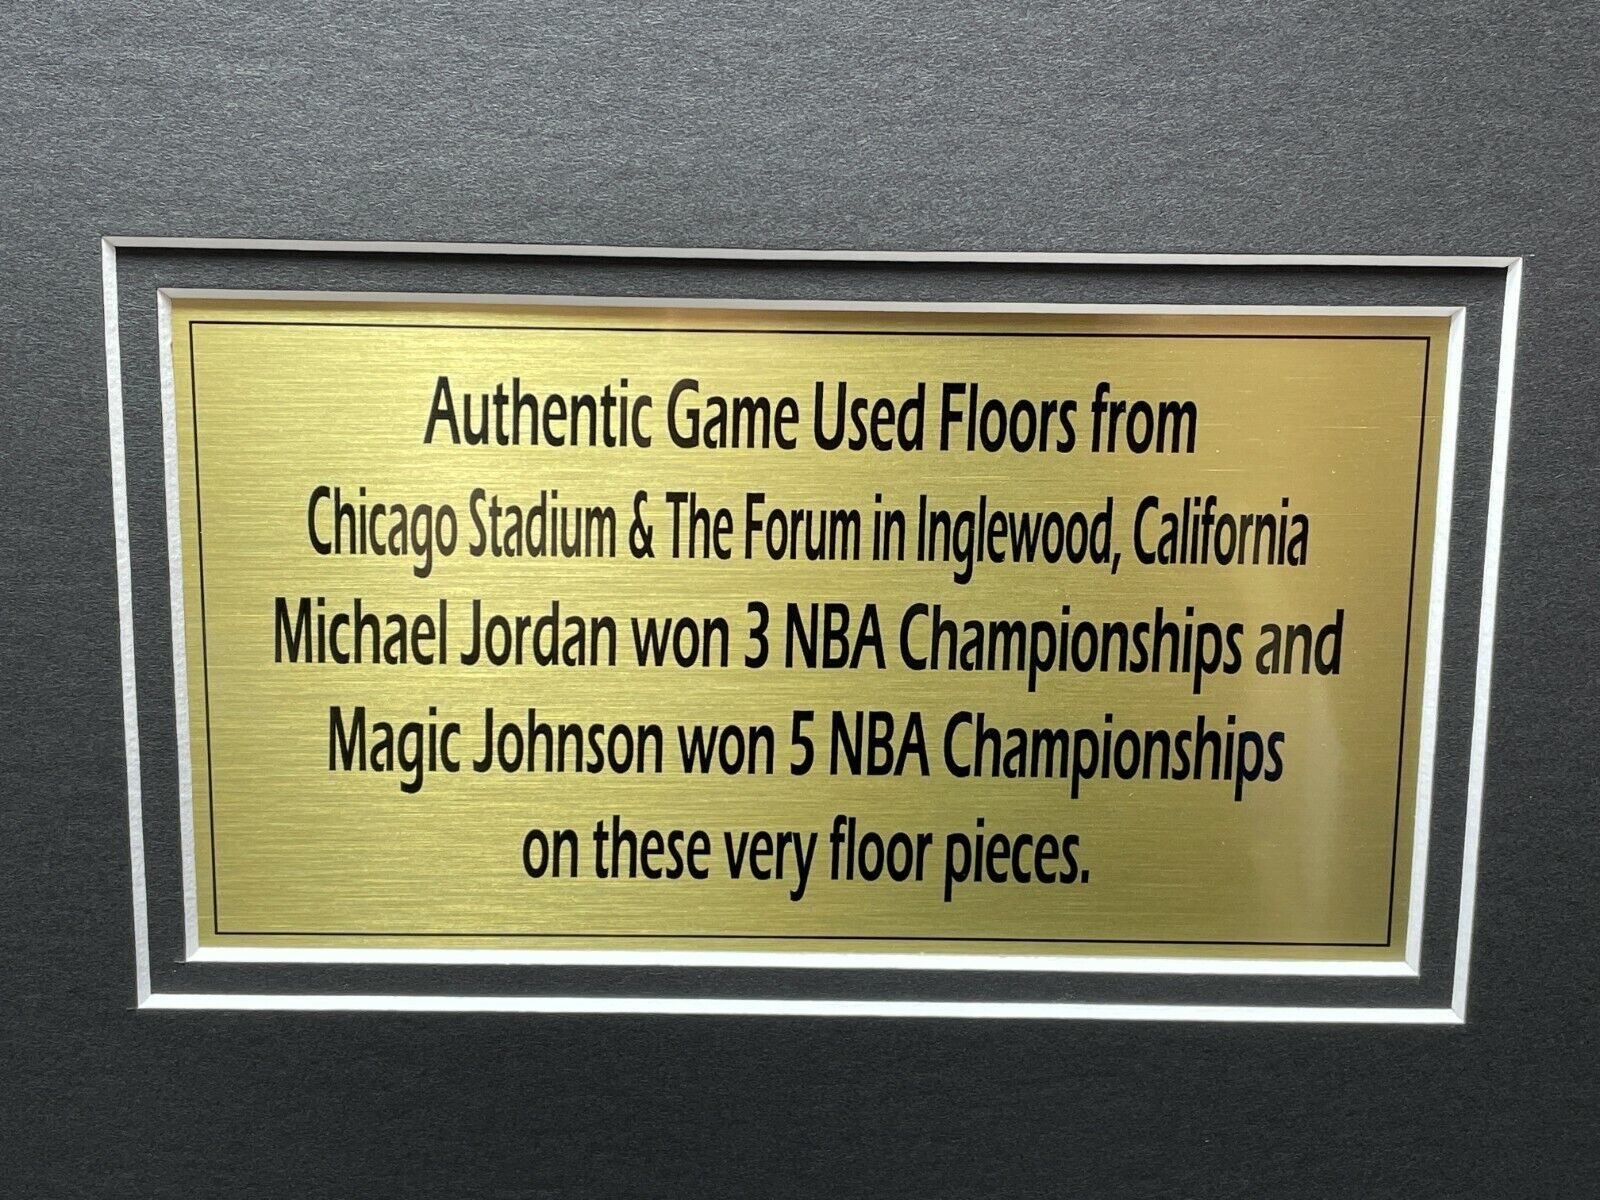 Authentic Game Used Floors from
Chicago Stadium & The Forum in Inglewood, California
Michael Jordan won 3 NBA Championships and
Magic Johnson won 5 NBA Championships
on these very floor pieces.